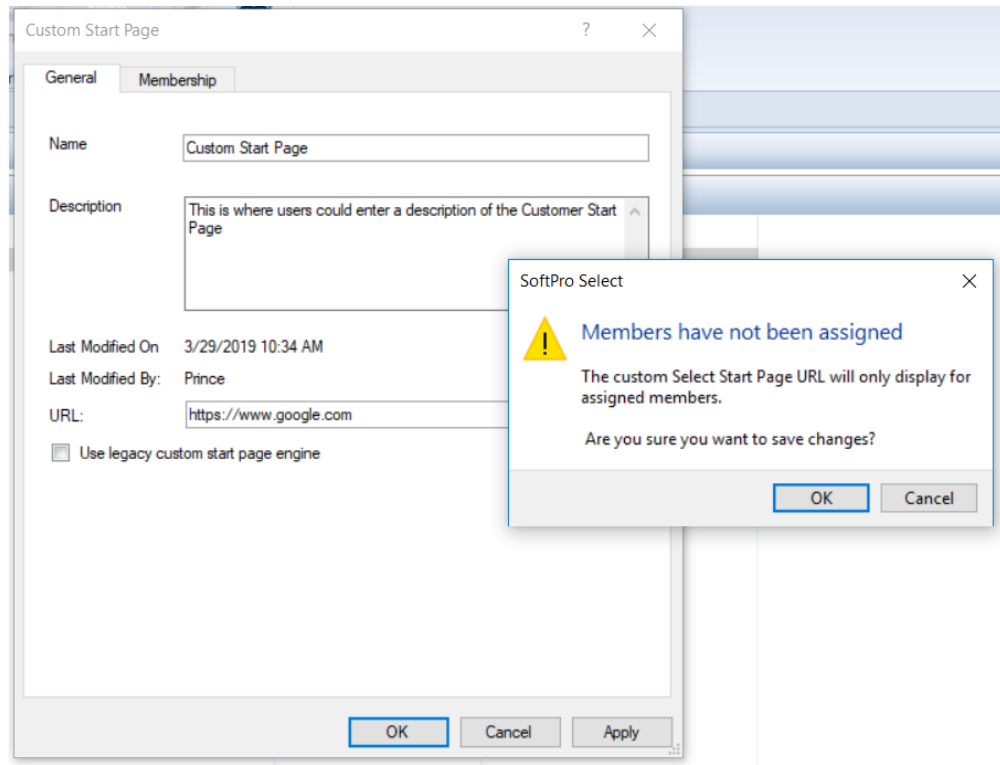 Custom Start Page
?
General
Membership
Name
Custom Start Page
Description
This is where users could enter a description of the Customer Start
Page
SoftPro Select
Members have not been assigned
The custom Select Start Page URL will only display for
assigned members.
Are you sure you want to save changes?
OK
Cancel
Last Modified On
3/29/2019 10:34 AM
Last Modified By:
Prince
URL:
https://www.google.com
Use legacy custom start page engine
OK
Cancel
Apply